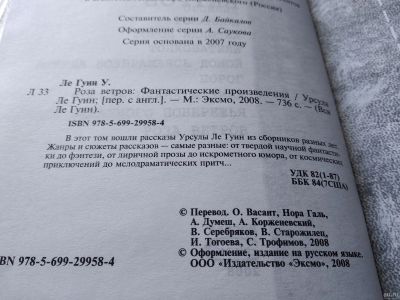 Составитель серии Д. Байкалов
Оформление серии А. Саукова
Серия основана в 2007 году
Ле Гуин У.
Л 33 Роза ветров: Фантастические произведения / Урсула
Ле Гуин; [пер. с англ.]. — М.: Эксмо, 2008. — 736 с. — (Вся
Ле Гуин).
ISBN 978-5-699-29958-4
В этот том вошли рассказы Урсулы Ле Гуин из сборников разных лет.
Жанры и сюжеты рассказов — самые разные: от твердой научной фантасти-
ки до фэнтези, от лиричной прозы до искрометного юмора, от космических
приключений до мелодраматических притч...
УДК 82(1-87)
ББК 84(7США)
© Перевод. О. Васант, Нора Галь,
А. Думеш, А. Корженевский,
В. Серебряков, В. Старожилец,
И. Тогоева, С. Трофимов, 2008
© Оформление, издание на русском языке.
ООО «Издательство «Эксмо», 2008
ISBN 978-5-699-29958-4
au.ru